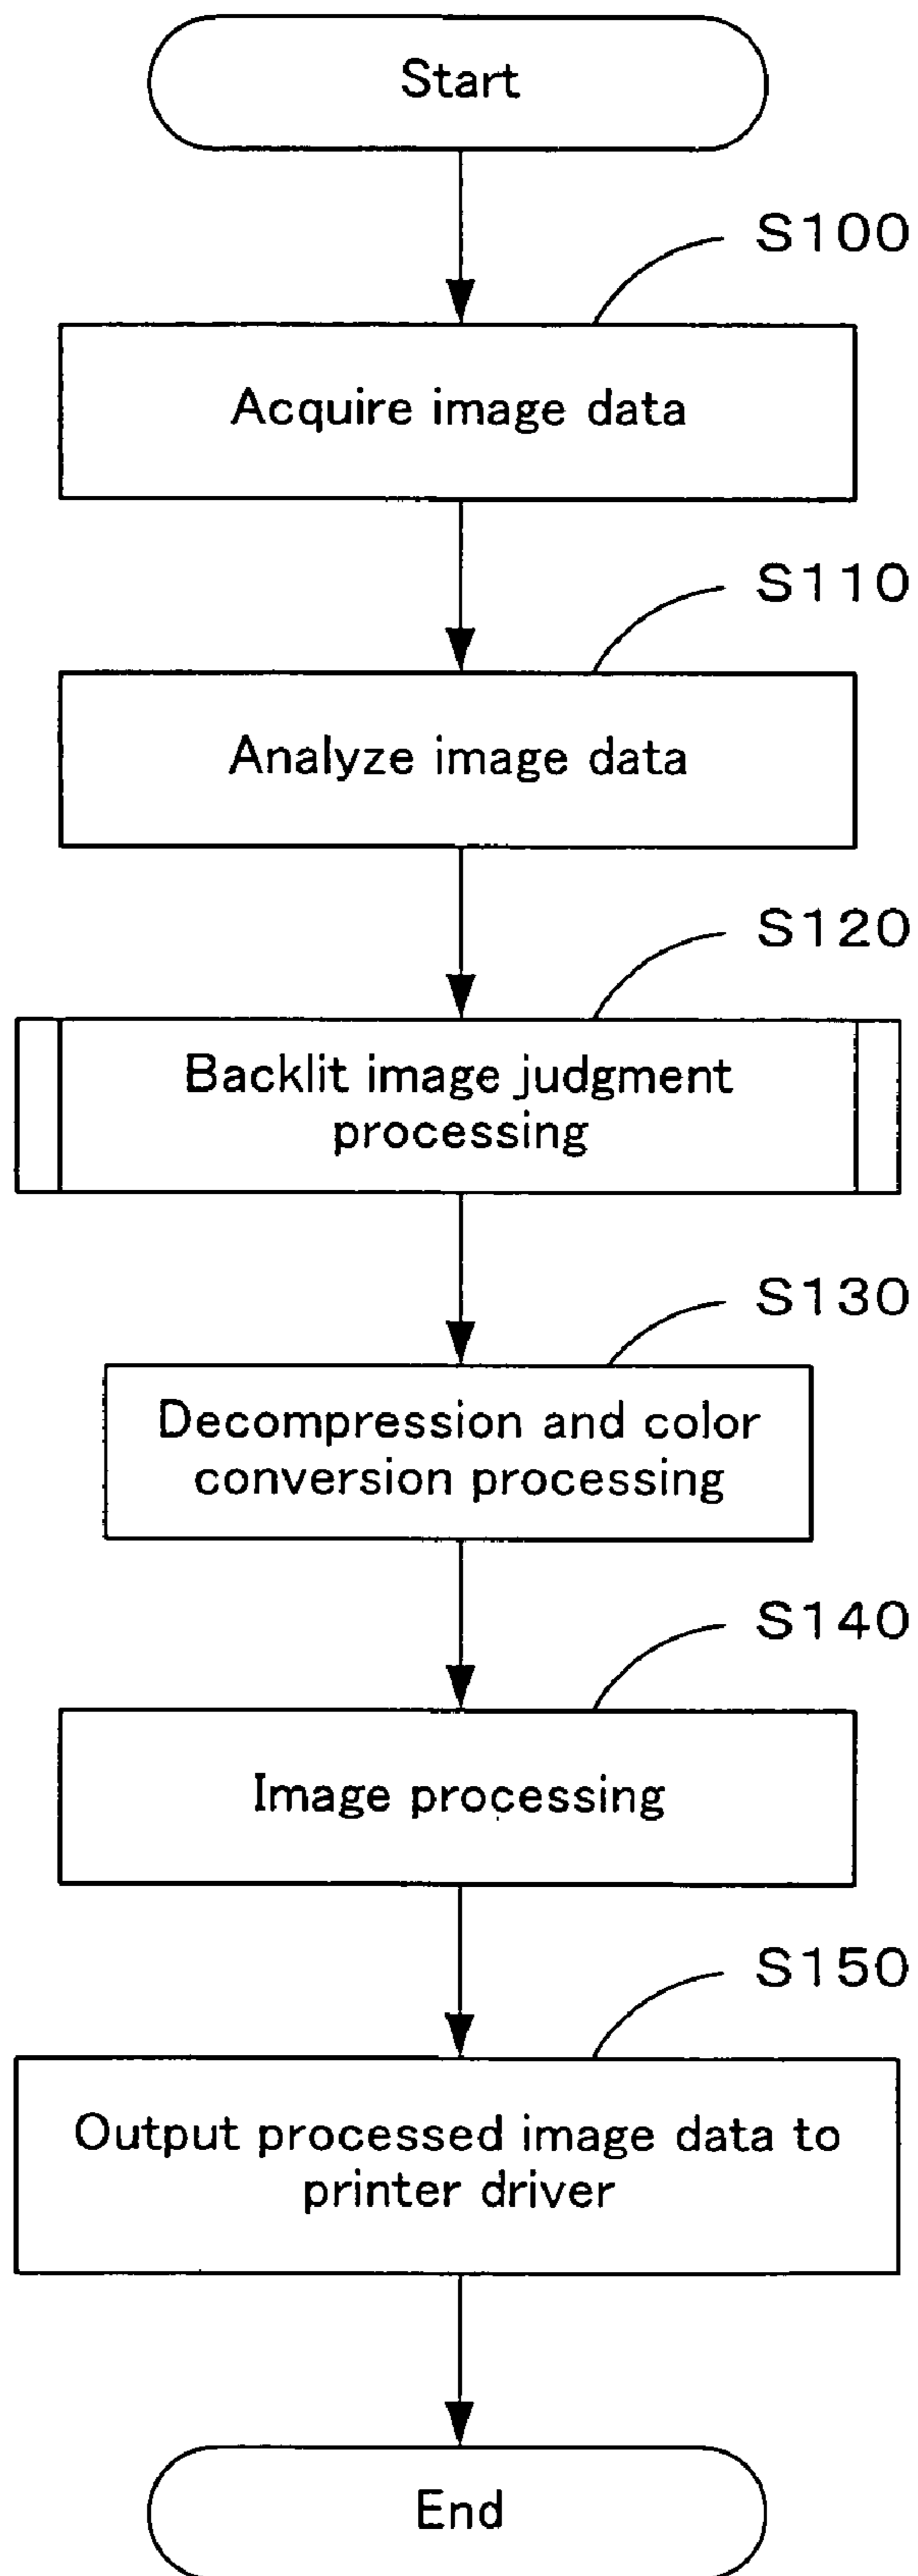 Start
S100
Acquire image data
S110
Analyze image data
S120
Backlit image judgment
processing
S130
Decompression and color
conversion processing
S140
Image processing
S150
Output processed image data to
printer driver
End